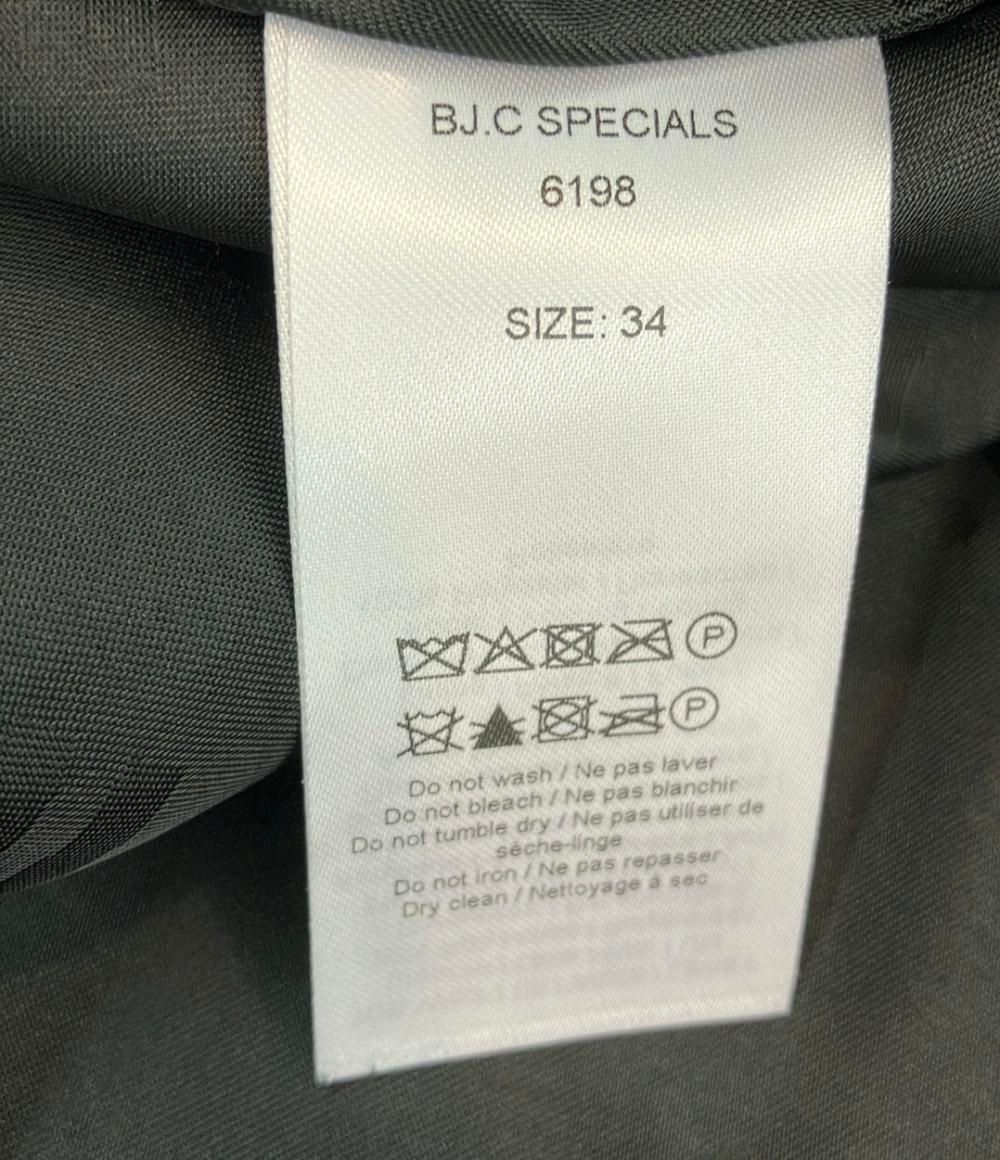 BJ.C SPECIALS
6198
SIZE: 34
P
P
Do not wash / Ne pas laver
Do not bleach / Ne pas blanchir
Do not tumble dry / Ne pas utiliser de
sèche-linge
Do not iron / Ne pas repasser
Dry clean / Nettoyage à sec